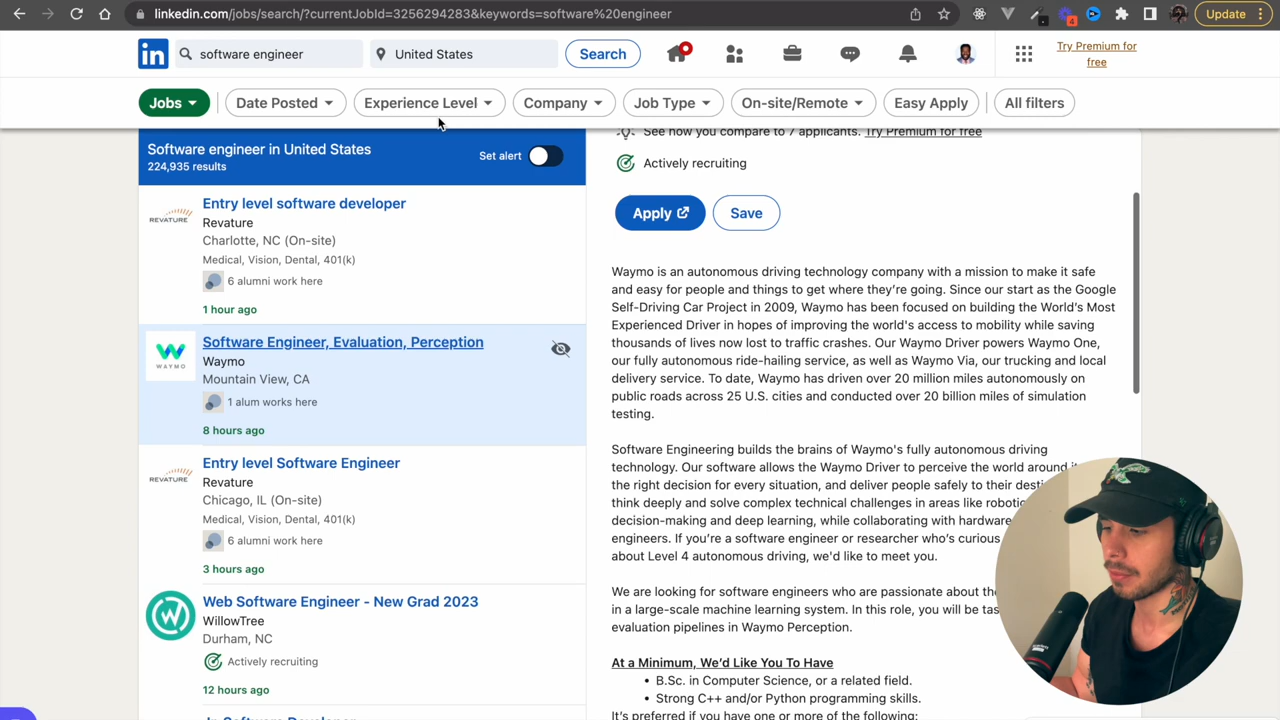 linkedin.com/jobs/search/?currentJobId=3256294283&keywords=software%20engineer
4
Update
in
software engineer
United States
Search
Try Premium for
free
Jobs
Date Posted
Experience Level
Company
Job Type
On-site/Remote
Easy Apply
All filters
Software engineer in United States
224,935 results
Set alert
REVATURE
Entry level software developer
Revature
Charlotte, NC (On-site)
Medical, Vision, Dental, 401(k)
6 alumni work here
1 hour ago
WAYMO
Software Engineer, Evaluation, Perception
Waymo
Mountain View, CA
1 alum works here
8 hours ago
REVATURE
Entry level Software Engineer
Revature
Chicago, IL (On-site)
Medical, Vision, Dental, 401(k)
6 alumni work here
3 hours ago
Web Software Engineer - New Grad 2023
WillowTree
Durham, NC
Actively recruiting
12 hours ago
See how you compare to 7 applicants. Try Premium for free
Actively recruiting
Apply
Save
Waymo is an autonomous driving technology company with a mission to make it safe
and easy for people and things to get where they're going. Since our start as the Google
Self-Driving Car Project in 2009, Waymo has been focused on building the World's Most
Experienced Driver in hopes of improving the world's access to mobility while saving
thousands of lives now lost to traffic crashes. Our Waymo Driver powers Waymo One,
our fully autonomous ride-hailing service, as well as Waymo Via, our trucking and local
delivery service. To date, Waymo has driven over 20 million miles autonomously on
public roads across 25 U.S. cities and conducted over 20 billion miles of simulation
testing.
Software Engineering builds the brains of Waymo's fully autonomous driving
technology. Our software allows the Waymo Driver to perceive the world around
the right decision for every situation, and deliver people safely to their
think deeply and solve complex technical challenges in areas like
decision-making and deep learning, while collaborating with hardware
engineers. If you're a software engineer or researcher who's curious
about Level 4 autonomous driving, we'd like to meet you.
We are looking for software engineers who are passionate about
in a large-scale machine learning system. In this role, you will be
evaluation pipelines in Waymo Perception.
At a Minimum, We'd Like You To Have
• B.Sc. in Computer Science, or a related field.
• Strong C++ and/or Python programming skills.
It's preferred if you have one or more of the following: